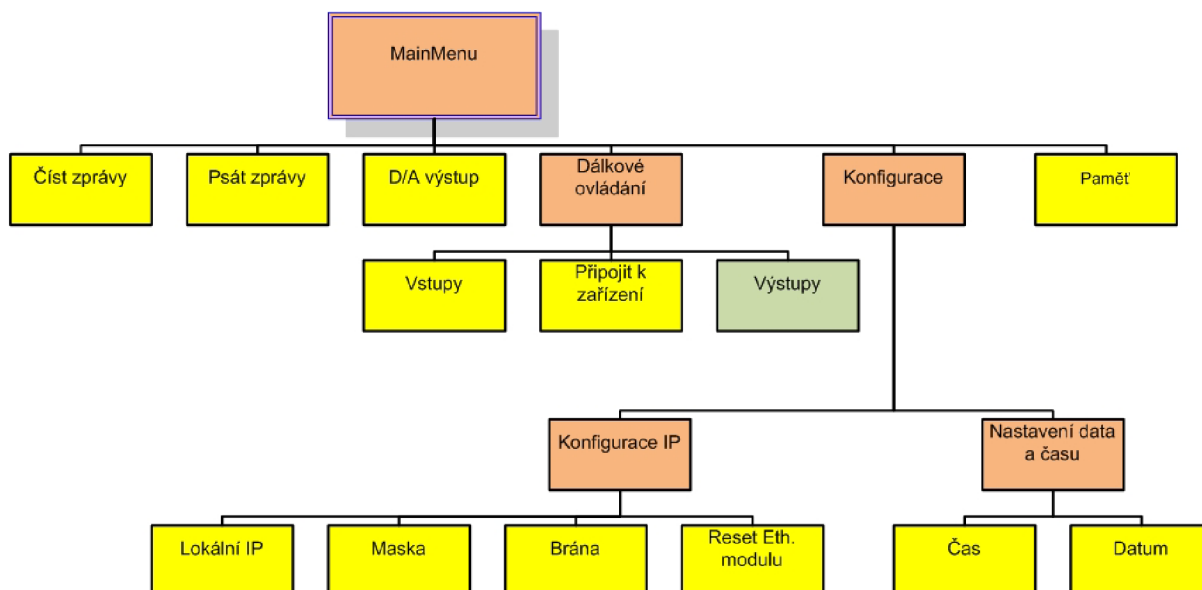 MainMenu
Číst zprávy
Psát zprávy
D/A výstup
Dálkové
ovládání
Konfigurace
Paměť
Vstupy
Připojit k
zařízení
Výstupy
Konfigurace IP
Nastavení data
a času
Lokální IP
Maska
Brána
Reset Eth.
modulu
Čas
Datum